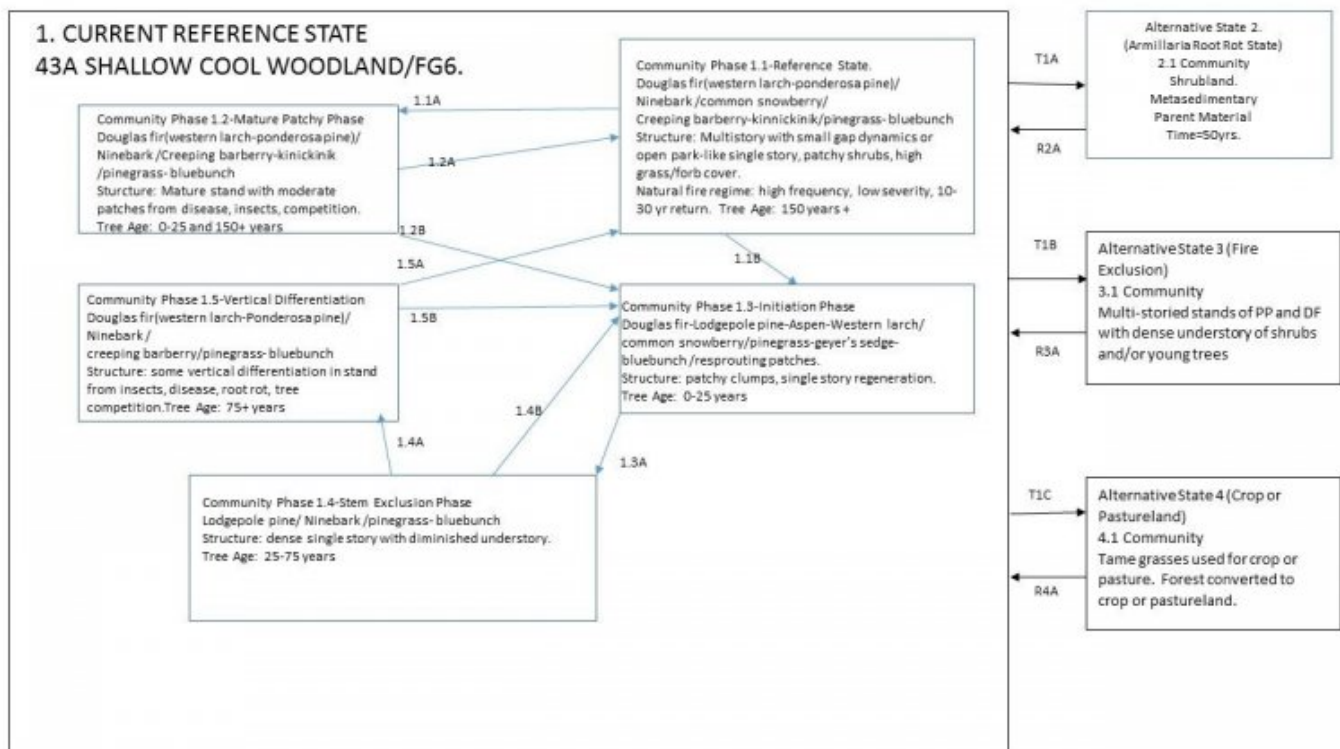 1. CURRENT REFERENCE STATE
43A SHALLOW COOL WOODLAND/FG6.
Community Phase 1.2-Mature Patchy Phase
Douglas fir(western larch-ponderosa pine)/
Ninebark /Creeping barberry-kinickinik
/pinegrass- bluebunch
Sturcture: Mature stand with moderate
patches from disease, insects, competition.
Tree Age: 0-25 and 150+ years
1.1A
1.2A
Community Phase 1.1-Reference State.
Douglas fir(western larch-ponderosa pine)/
Ninebark /common snowberry/
Creeping barberry-kinnickinik/pinegrass- bluebunch
Structure: Multistory with small gap dynamics or
open park-like single story, patchy shrubs, high
grass/forb cover.
Natural fire regime: high frequency, low severity, 10-
30 yr return. Tree Age: 150 years +
1.2B
1.5A
1.1B
Community Phase 1.5-Vertical Differentiation
Douglas fir(western larch-Ponderosa pine)/
Ninebark /
creeping barberry/pinegrass- bluebunch
Structure: some vertical differentiation in stand
from insects, disease, root rot, tree
competition.Tree Age: 75+ years
1.5B
Community Phase 1.3-Initiation Phase
Douglas fir-Lodgepole pine-Aspen-Western larch/
common snowberry/pinegrass-geyer's sedge-
bluebunch /resprouting patches.
Structure: patchy clumps, single story regeneration.
Tree Age: 0-25 years
1.4B
1.4A
1.3A
Community Phase 1.4-Stem Exclusion Phase
Lodgepole pine/ Ninebark /pinegrass- bluebunch
Structure: dense single story with diminished understory.
Tree Age: 25-75 years
T1A
R2A
Alternative State 2.
(Armillaria Root Rot State)
2.1 Community
Shrubland.
Metasedimentary
Parent Material
Time=50yrs.
T1B
R3A
Alternative State 3 (Fire
Exclusion)
3.1 Community
Multi-storied stands of PP and DF
with dense understory of shrubs
and/or young trees
T1C
R4A
Alternative State 4 (Crop or
Pastureland)
4.1 Community
Tame grasses used for crop or
pasture. Forest converted to
crop or pastureland.